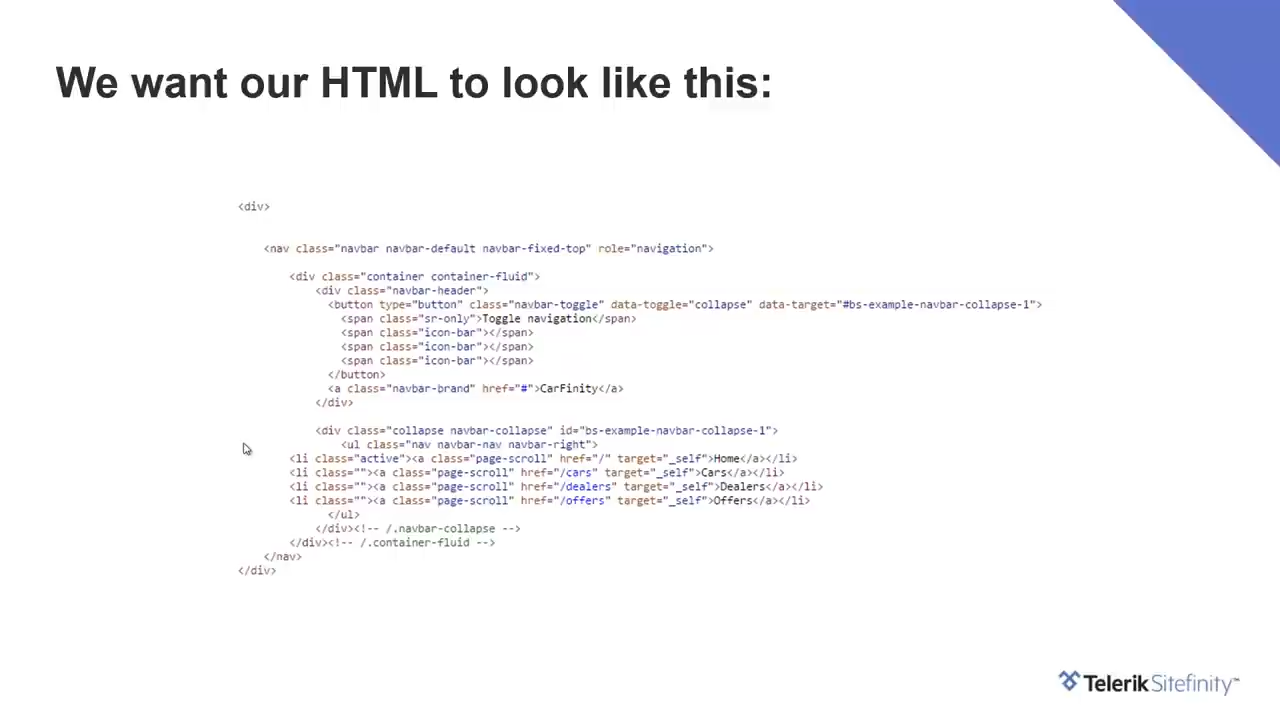 We want our HTML to look like this:
<div>
<nav class="navbar navbar-default navbar-fixed-top" role="navigation">
<div class="container container-fluid">
<div class="navbar-header">
<button type="button" class="navbar-toggle" data-toggle="collapse" data-target="#bs-example-navbar-collapse-1">
<span class="sr-only">Toggle navigation</span>
<span class="icon-bar"></span>
<span class="icon-bar"></span>
<span class="icon-bar"></span>
</button>
<a class="navbar-brand" href="#">CarFinity</a>
</div>
<div class="collapse navbar-collapse" id="bs-example-navbar-collapse-1">
<ul class="nav navbar-nav navbar-right">
<li class="active"><a class="page-scroll" href="/" target="_self">Home</a></li>
<li class=""><a class="page-scroll" href="/cars" target="_self">Cars</a></li>
<li class=""><a class="page-scroll" href="/dealers" target="_self">Dealers</a></li>
<li class=""><a class="page-scroll" href="/offers" target="_self">Offers</a></li>
</ul>
</div><!-- /.navbar-collapse -->
</div><!-- /.container-fluid -->
</nav>
</div>
Telerik Sitefinity™